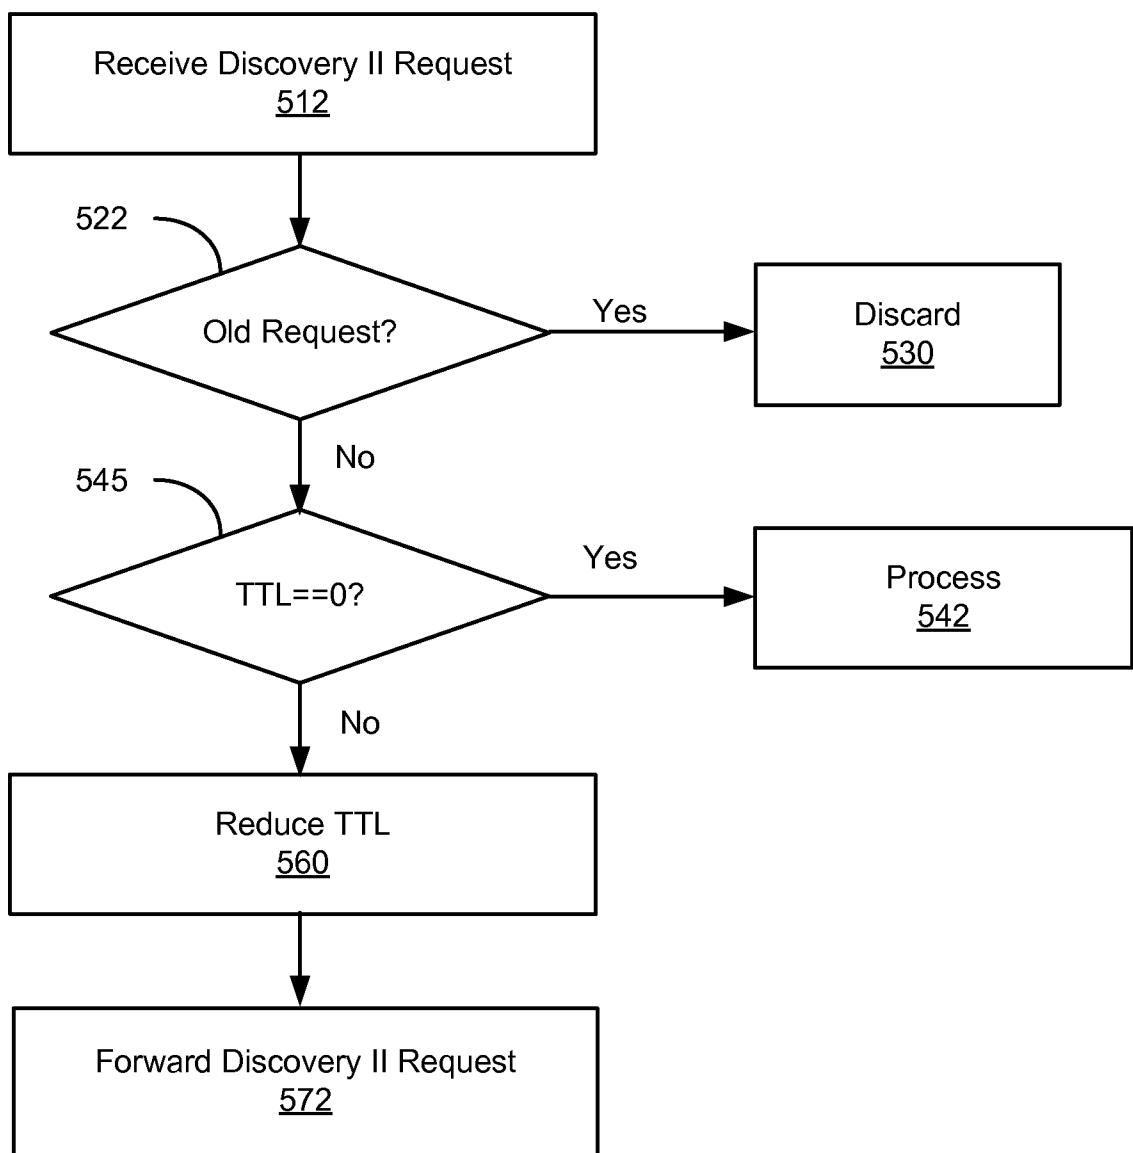 Receive Discovery II Request
512
522
Old Request?
Yes
Discard
530
No
545
TTL==0?
Yes
Process
542
No
Reduce TTL
560
Forward Discovery II Request
572